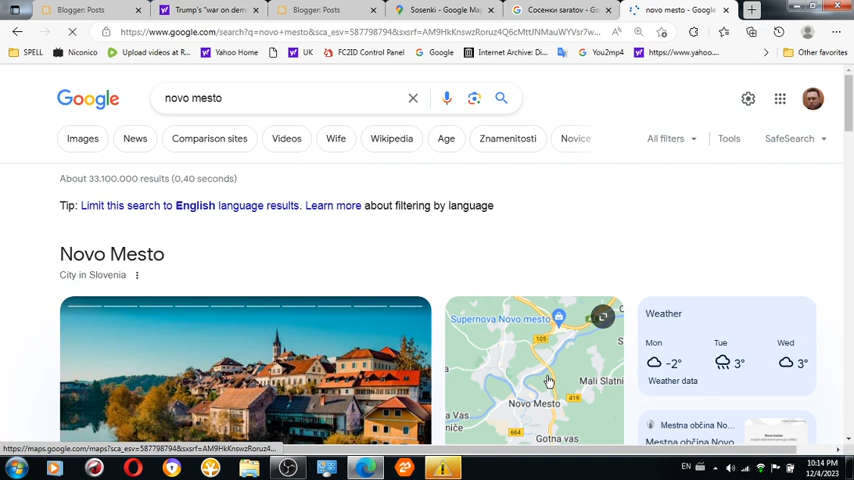 Blogger: Posts
Trump's "war on dem
Blogger: Posts
Sosenki - Google Ma
Сосенки saratov - Go
novo mesto - Google
https://www.google.com/search?q=novo+mesto&sca_esv=587798794&sxsrf=AM9HkKnswzRoruz4Q6cMttJNMauWYVsr7w...
SPELL
Niconico
Upload videos at R...
Yahoo Home
UK
FC2ID Control Panel
Google
Internet Archive: Di...
You2mp4
https://www.yahoo...
Other favorites
Google
novo mesto
Images
News
Comparison sites
Videos
Wife
Wikipedia
Age
Znamenitosti
Novice
All filters
Tools
SafeSearch
About 33.100.000 results (0,40 seconds)
Tip: Limit this search to English language results. Learn more about filtering by language
Novo Mesto
City in Slovenia
Supernova Novo mesto
105
Mali Slatni
419
Novo Mesto
Va Vas
niče
664
Gotna vas
Weather
Mon
Tue
Wed
-2°
3°
3°
Weather data
Mestna občina No...
Mestna občina Novo
https://maps.google.com/maps?sca_esv=587798794&sxsrf=AM9HkKnswzRoruz4...
EN
10:14 PM
12/4/2023